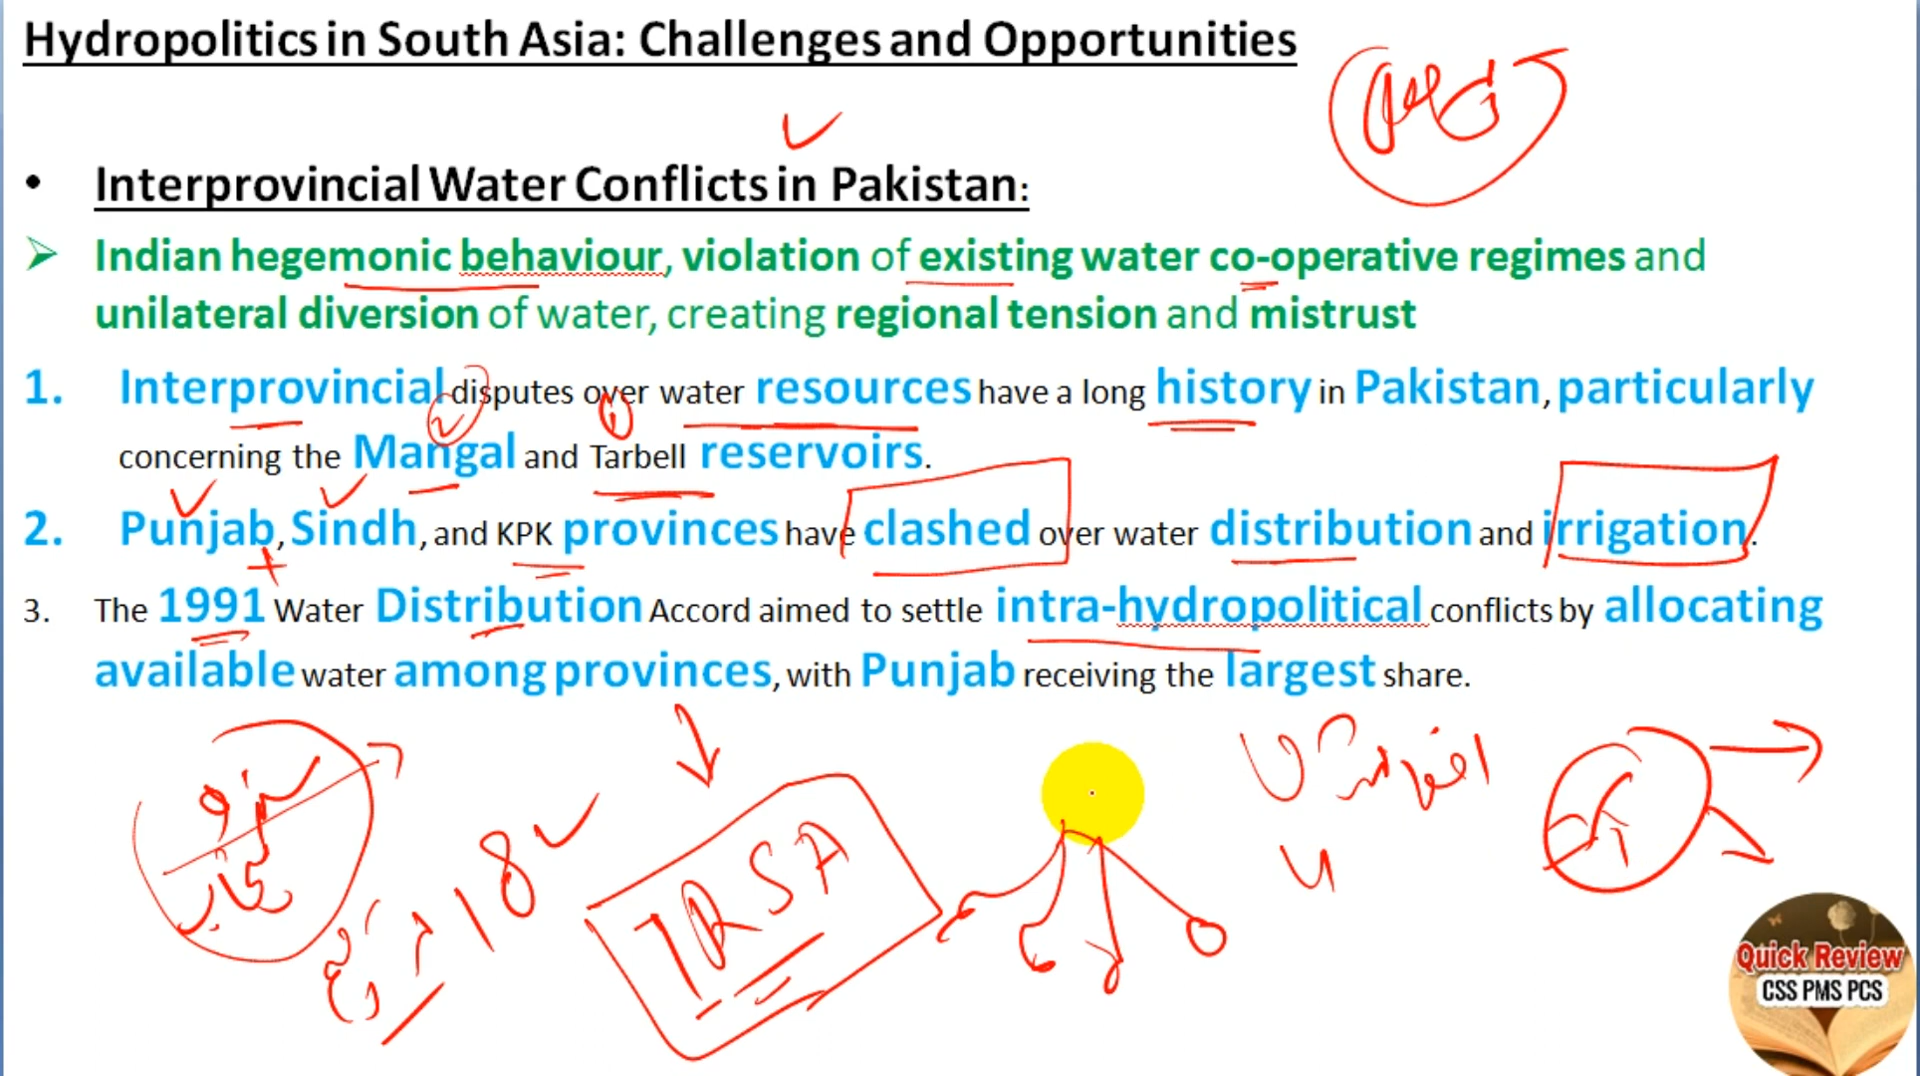 Hydropolitics in South Asia: Challenges and Opportunities
• Interprovincial Water Conflicts in Pakistan:
➢ Indian hegemonic behaviour, violation of existing water co-operative regimes and
unilateral diversion of water, creating regional tension and mistrust
1. Interprovincial disputes over water resources have a long history in Pakistan, particularly
concerning the Mangal and Tarbell reservoirs.
2. Punjab, Sindh, and KPK provinces have clashed over water distribution and irrigation.
3. The 1991 Water Distribution Accord aimed to settle intra-hydropolitical conflicts by allocating
available water among provinces, with Punjab receiving the largest share.
18
IRSA
Quick Review
CSS PMS PCS